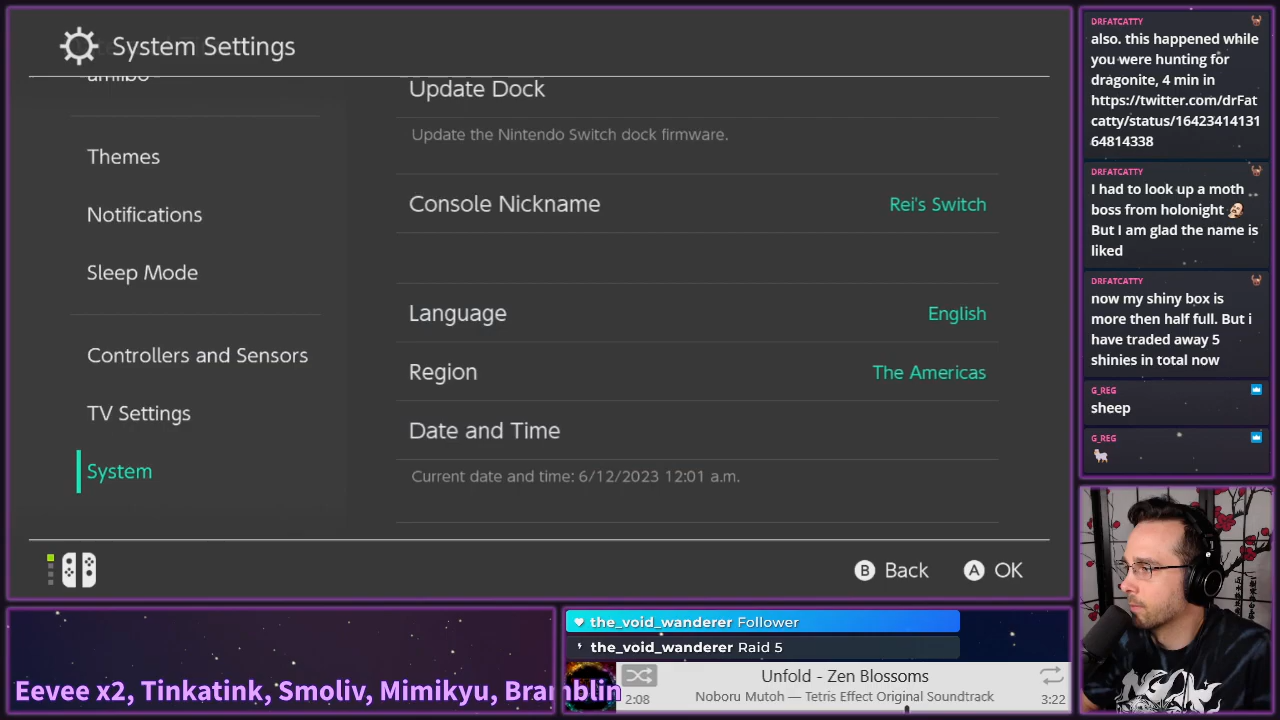 System Settings
amiibo
Themes
Notifications
Sleep Mode
Controllers and Sensors
TV Settings
System
Update Dock
Update the Nintendo Switch dock firmware.
Console Nickname
Rei's Switch
Language
English
Region
The Americas
Date and Time
Current date and time: 6/12/2023 12:01 a.m.
B Back
A OK
DRFATCATTY
also. this happened while
you were hunting for
dragonite, 4 min in
https://twitter.com/drFat
catty/status/16423414131
64814338
DRFATCATTY
I had to look up a moth
boss from holonight
But I am glad the name is
liked
DRFATCATTY
now my shiny box is
more then half full. But i
have traded away 5
shinies in total now
G_REG
sheep
G_REG
Eevee x2, Tinkatink, Smoliv, Mimikyu, Bramblin
the_void_wanderer Follower
the_void_wanderer Raid 5
Unfold - Zen Blossoms
2:08
Noboru Mutoh — Tetris Effect Original Soundtrack
3:22